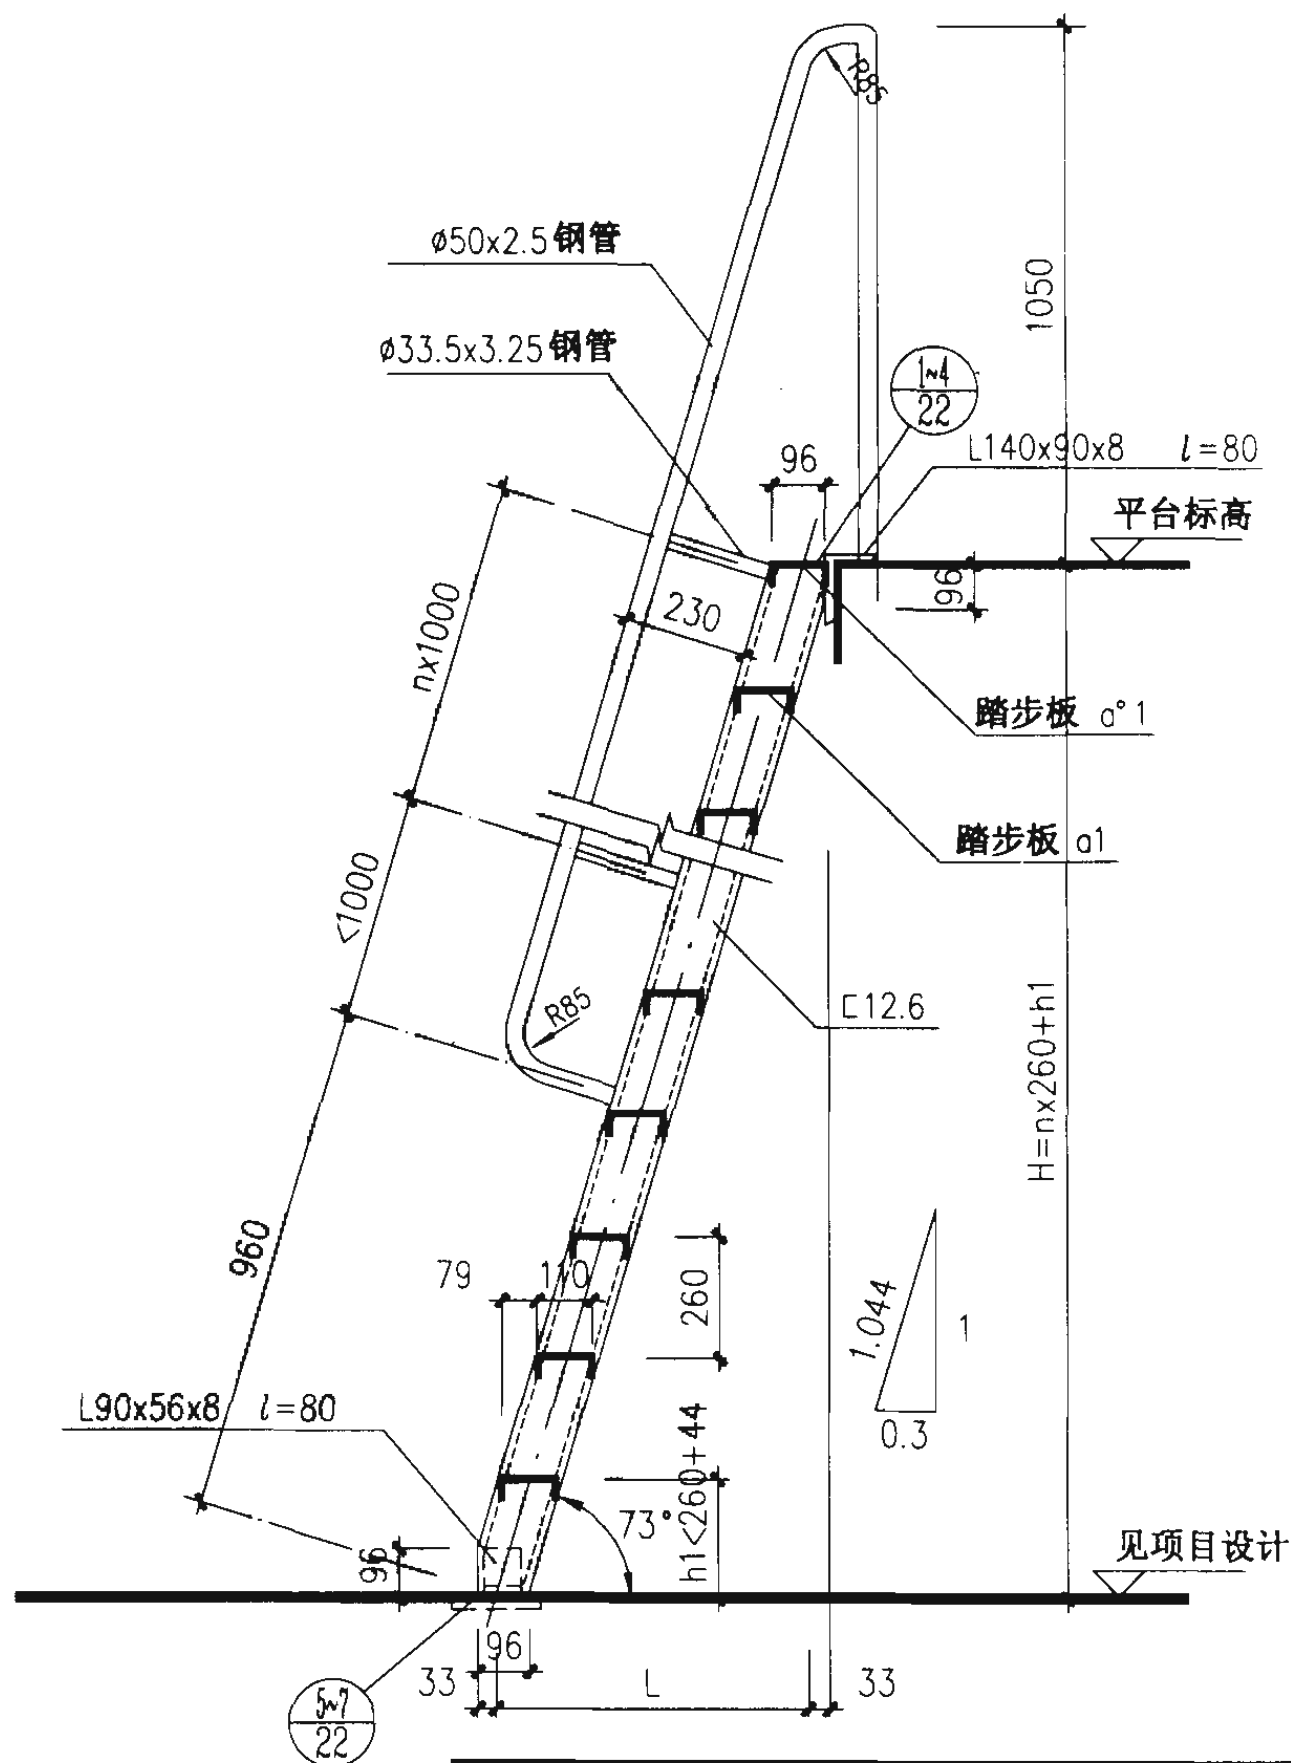 R85
ø50x2.5 钢管
1050
ø33.5x3.25 钢管
1~4
22
96
L140x90x8 l=80
平台标高
nx1000
230
96
踏步板 a°1
踏步板 a1
<1000
R85
⊏12.6
H=nx260+h1
960
79
110
260
1.044
1
0.3
L90x56x8 l=80
h1<260+44
73°
96
见项目设计
96
33
L
33
5~7
22